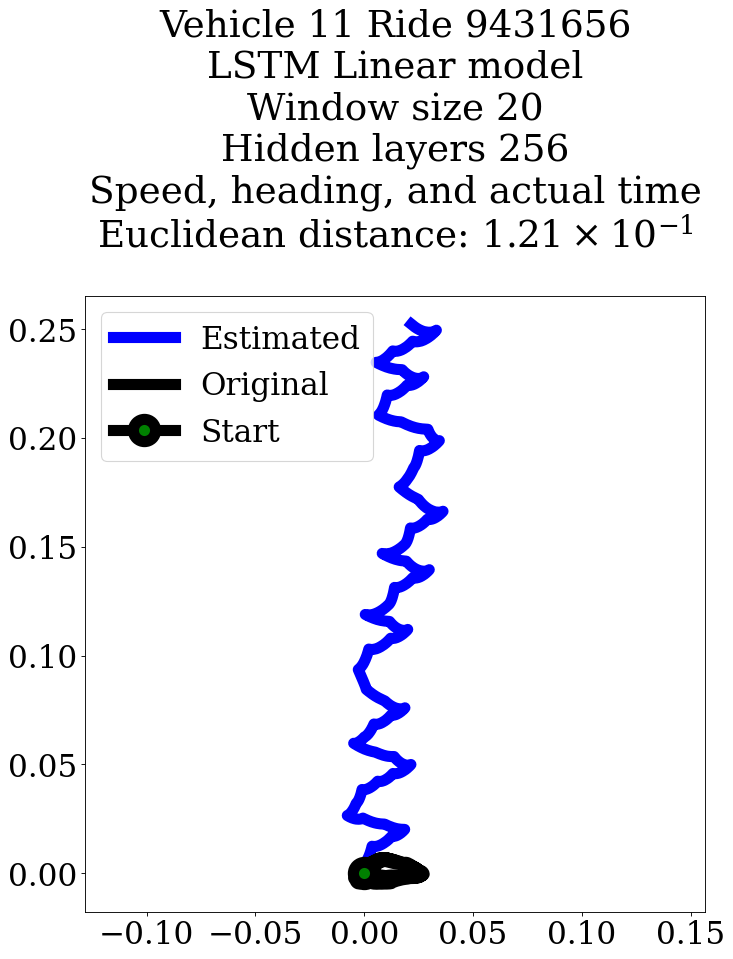 Vehicle 11 Ride 9431656
LSTM Linear model
Window size 20
Hidden layers 256
Speed, heading, and actual time
Euclidean distance: 1.21 × 10⁻¹
Estimated
Original
Start
0.25
0.20
0.15
0.10
0.05
0.00
−0.10 −0.05 0.00 0.05 0.10 0.15